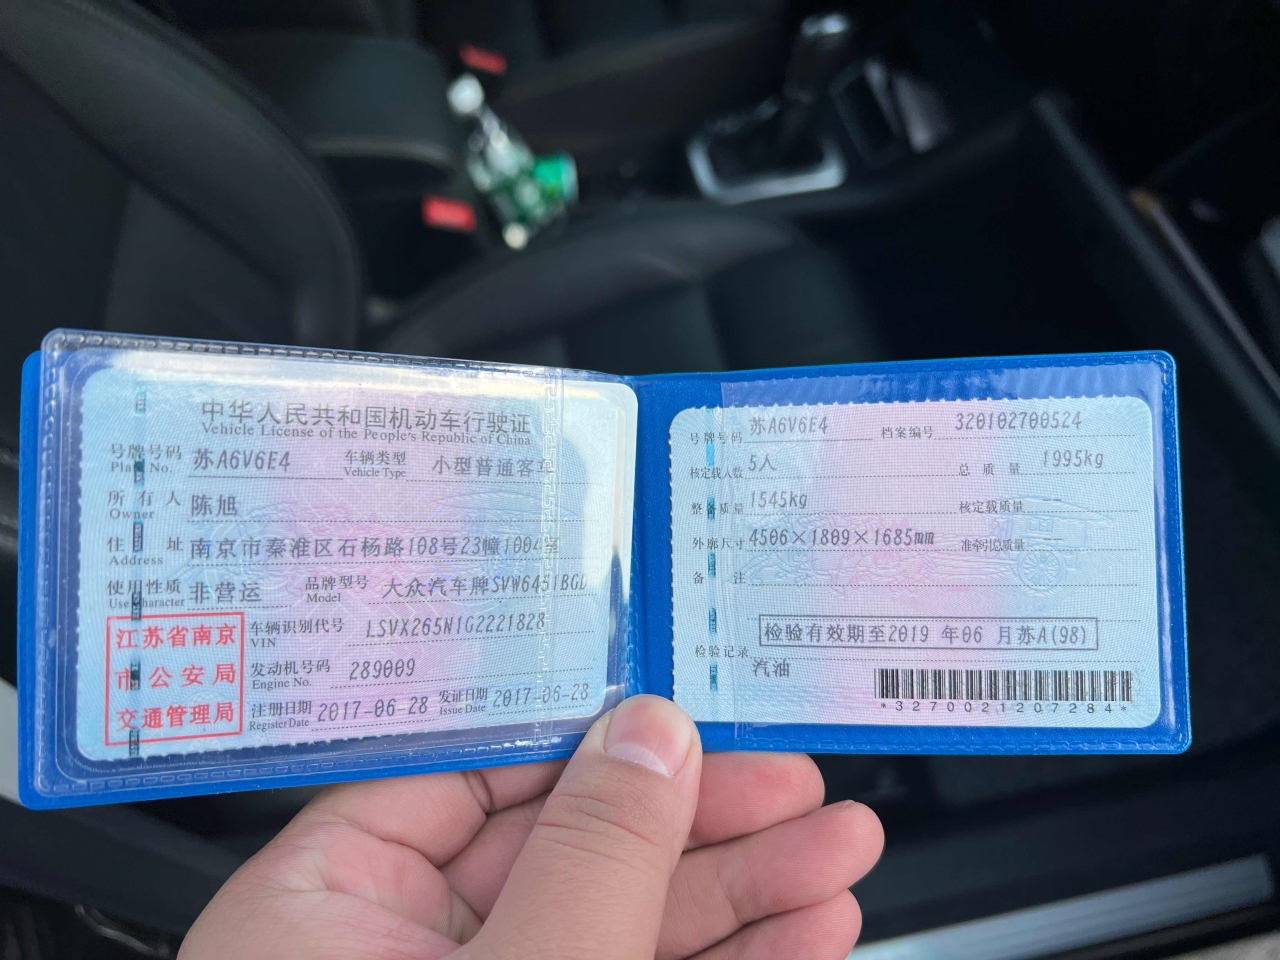 中华人民共和国机动车行驶证
Vehicle License of the People's Republic of China
号牌号码 苏A6V6E4 车辆类型 小型普通客车
Plate No. Vehicle Type
所有人 陈旭
Owner
住址 南京市秦淮区石杨路108号23幢1004室
Address
使用性质 非营运 品牌型号 大众汽车牌SVW6451BGD
Use Character Model
江苏省南京
市公安局
交通管理局
车辆识别代号 LSVX265N1G2221828
VIN
发动机号码 289009
Engine No.
注册日期 2017-06-28 发证日期 2017-06-28
Register Date Issue Date
号牌号码 苏A6V6E4 档案编号 320102700524
核定载人数 5人 总质量 1995kg
整备质量 1545kg 核定载质量 —
外廓尺寸 4506×1809×1685mm 准牵引总质量 —
备注
检验有效期至2019年06月苏A(98)
检验记录
汽油
*3270021207284*